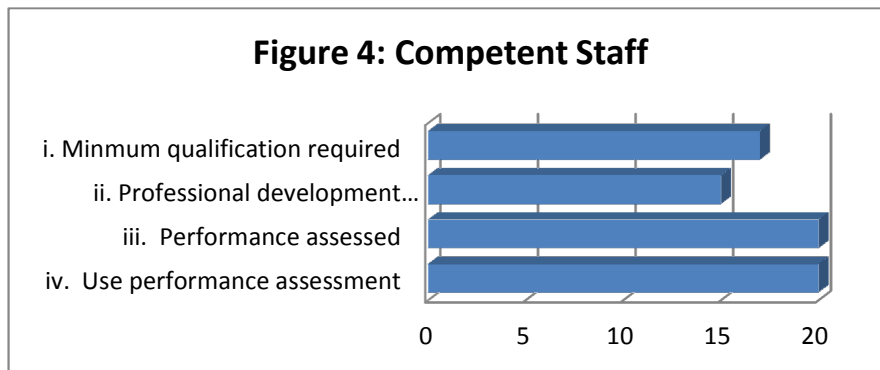 Figure 4: Competent Staff
i. Minmum qualification required
ii. Professional development…
iii. Performance assessed
iv. Use performance assessment
0 5 10 15 20